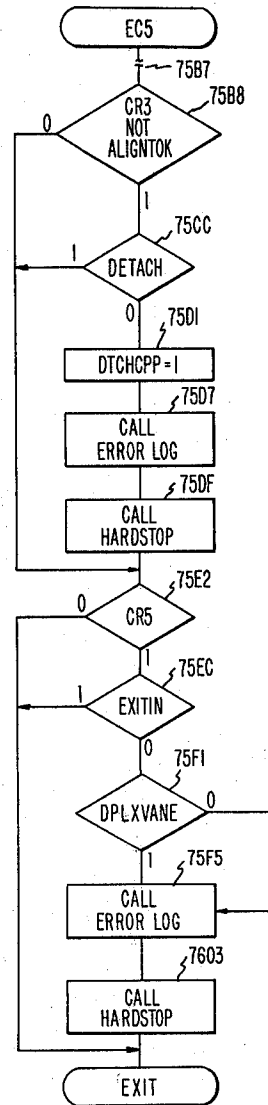 EC5
75B7
75B8
CR3
NOT
ALIGNTOK
0
1
75CC
DETACH
1
0
75D1
DTCHCPP=1
75D7
CALL
ERROR LOG
75DF
CALL
HARDSTOP
75E2
0
CR5
1
75EC
1
EXITIN
0
75F1
DPLXVANE
0
1
75F5
CALL
ERROR LOG
7603
CALL
HARDSTOP
EXIT